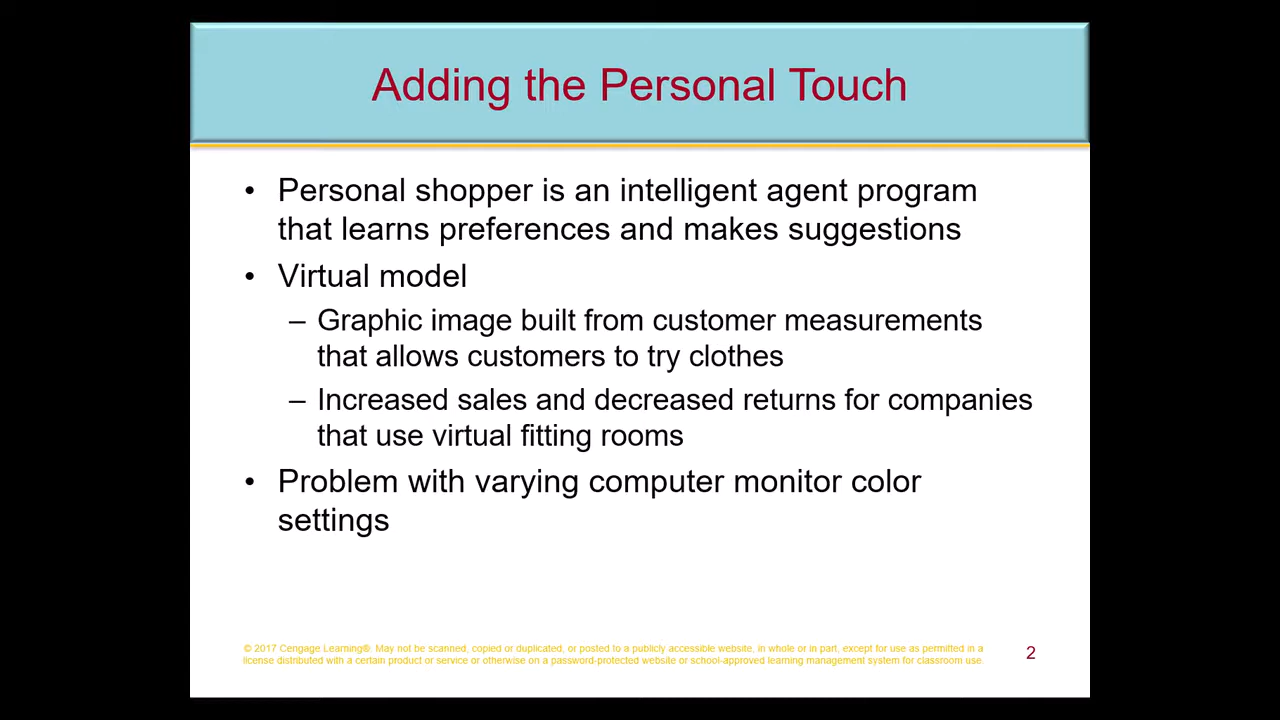 Adding the Personal Touch
• Personal shopper is an intelligent agent program
that learns preferences and makes suggestions
• Virtual model
– Graphic image built from customer measurements
that allows customers to try clothes
– Increased sales and decreased returns for companies
that use virtual fitting rooms
• Problem with varying computer monitor color
settings
© 2017 Cengage Learning®. May not be scanned, copied or duplicated, or posted to a publicly accessible website, in whole or in part, except for use as permitted in a
license distributed with a certain product or service or otherwise on a password-protected website or school-approved learning management system for classroom use.
2